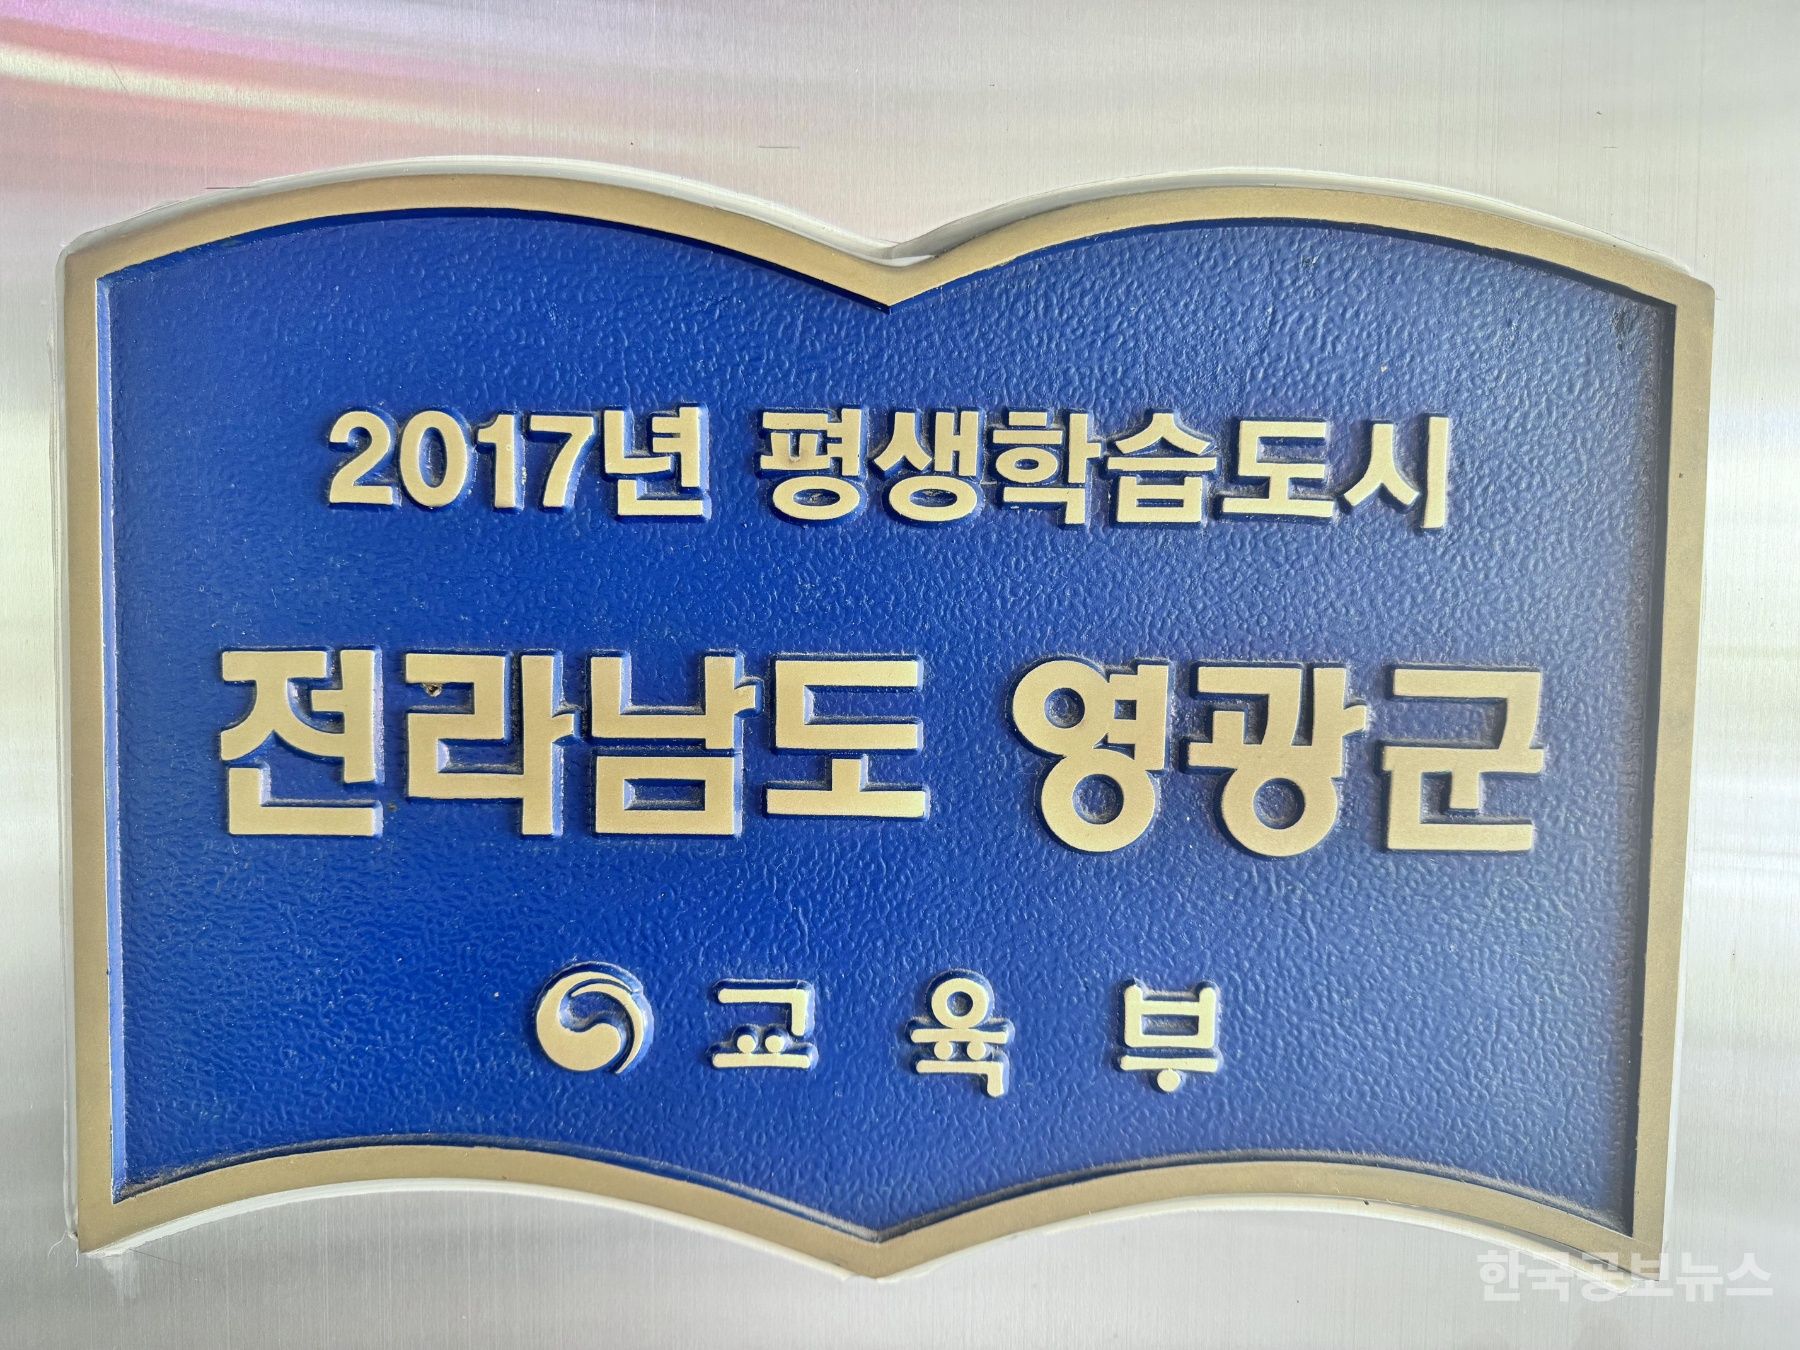 2017년 평생학습도시
전라남도 영광군
교육부
한국공보뉴스